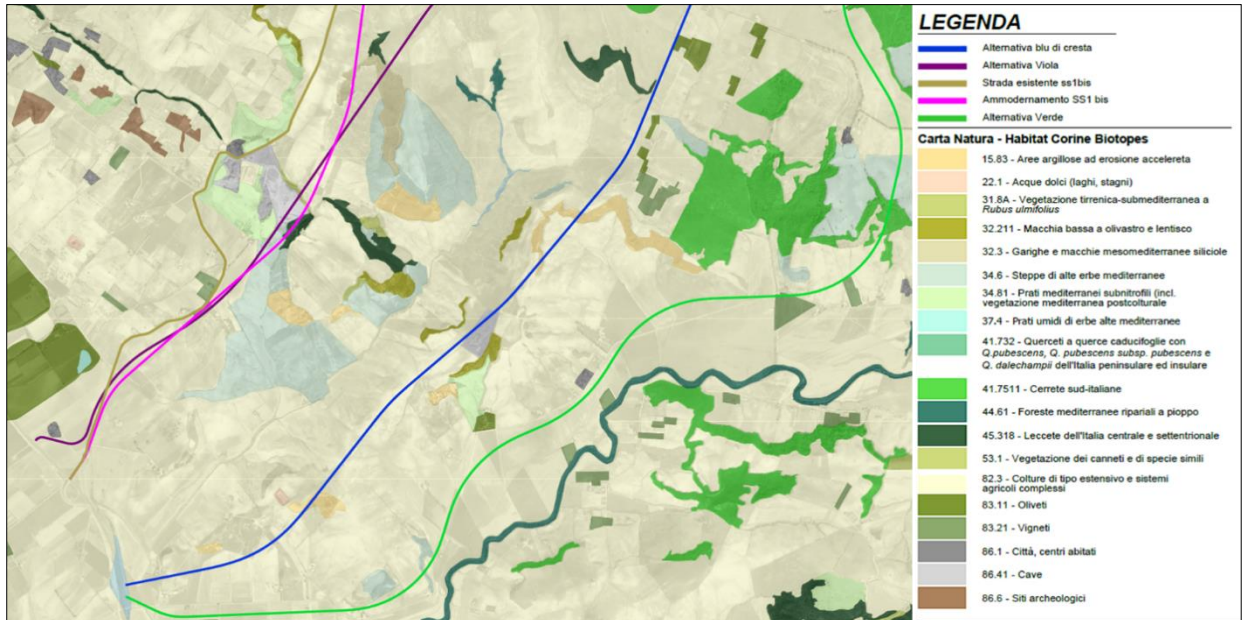 LEGENDA
Alternativa blu di cresta
Alternativa Viola
Strada esistente ss1bis
Ammodernamento SS1 bis
Alternativa Verde
Carta Natura - Habitat Corine Biotopes
15.83 - Aree argillose ad erosione accelereta
22.1 - Acque dolci (laghi, stagni)
31.8A - Vegetazione tirrenica-submediterranea a
Rubus ulmifolius
32.211 - Macchia bassa a olivastro e lentisco
32.3 - Garighe e macchie mesomediterranee siliciole
34.6 - Steppe di alte erbe mediterranee
34.81 - Prati mediterranei subnitrofili (incl.
vegetazione mediterranea postcolturale
37.4 - Prati umidi di erbe alte mediterranee
41.732 - Querceti a querce caducifoglie con
Q.pubescens, Q. pubescens subsp. pubescens e
Q. dalechampii dell'Italia peninsulare ed insulare
41.7511 - Cerrete sud-italiane
44.61 - Foreste mediterranee ripariali a pioppo
45.318 - Leccete dell'Italia centrale e settentrionale
53.1 - Vegetazione dei canneti e di specie simili
82.3 - Colture di tipo estensivo e sistemi
agricoli complessi
83.11 - Oliveti
83.21 - Vigneti
86.1 - Città, centri abitati
86.41 - Cave
86.6 - Siti archeologici